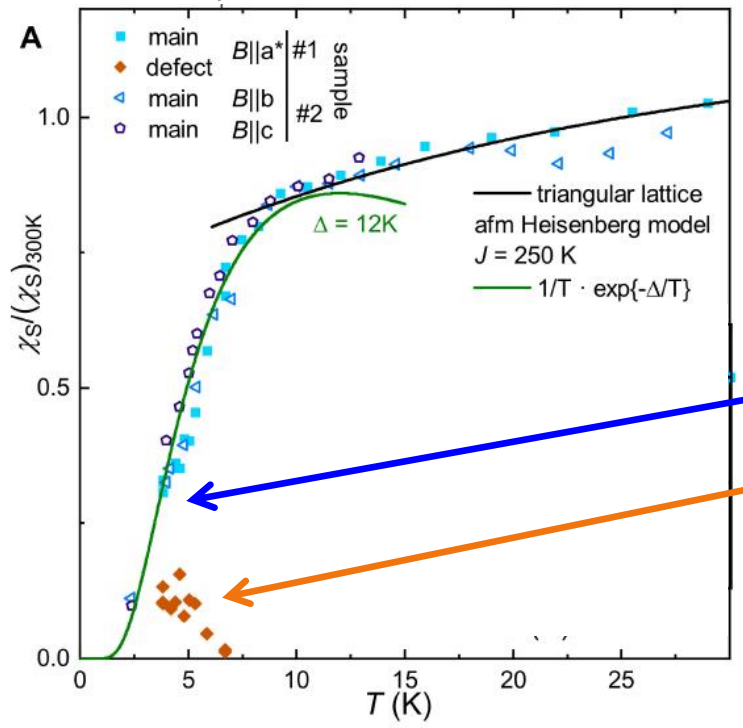 A
main B||a* #1
defect
main B||b #2
main B||c
sample
1.0
0.5
0.0
χS/(χS)300K
Δ = 12K
triangular lattice
afm Heisenberg model
J = 250 K
1/T · exp{-Δ/T}
0 5 10 15 20 25
T (K)